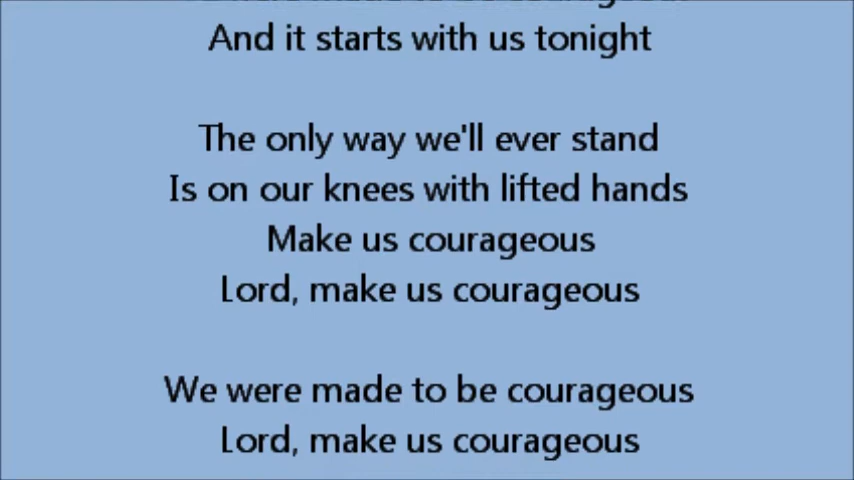 And it starts with us tonight
The only way we'll ever stand
Is on our knees with lifted hands
Make us courageous
Lord, make us courageous
We were made to be courageous
Lord, make us courageous